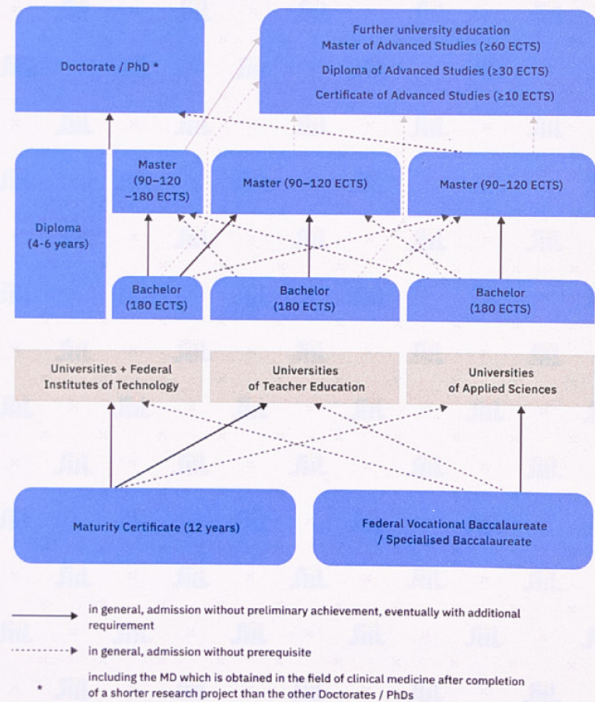 Further university education
Master of Advanced Studies (≥60 ECTS)
Doctorate / PhD *
Diploma of Advanced Studies (≥30 ECTS)
Certificate of Advanced Studies (≥10 ECTS)
Master
(90–120
–180 ECTS)
Master (90–120 ECTS)
Master (90–120 ECTS)
Diploma
(4-6 years)
Bachelor
(180 ECTS)
Bachelor
(180 ECTS)
Bachelor
(180 ECTS)
Universities + Federal
Institutes of Technology
Universities
of Teacher Education
Universities
of Applied Sciences
Maturity Certificate (12 years)
Federal Vocational Baccalaureate
/ Specialised Baccalaureate
in general, admission without preliminary achievement, eventually with additional
requirement
in general, admission without prerequisite
* including the MD which is obtained in the field of clinical medicine after completion
of a shorter research project than the other Doctorates / PhDs